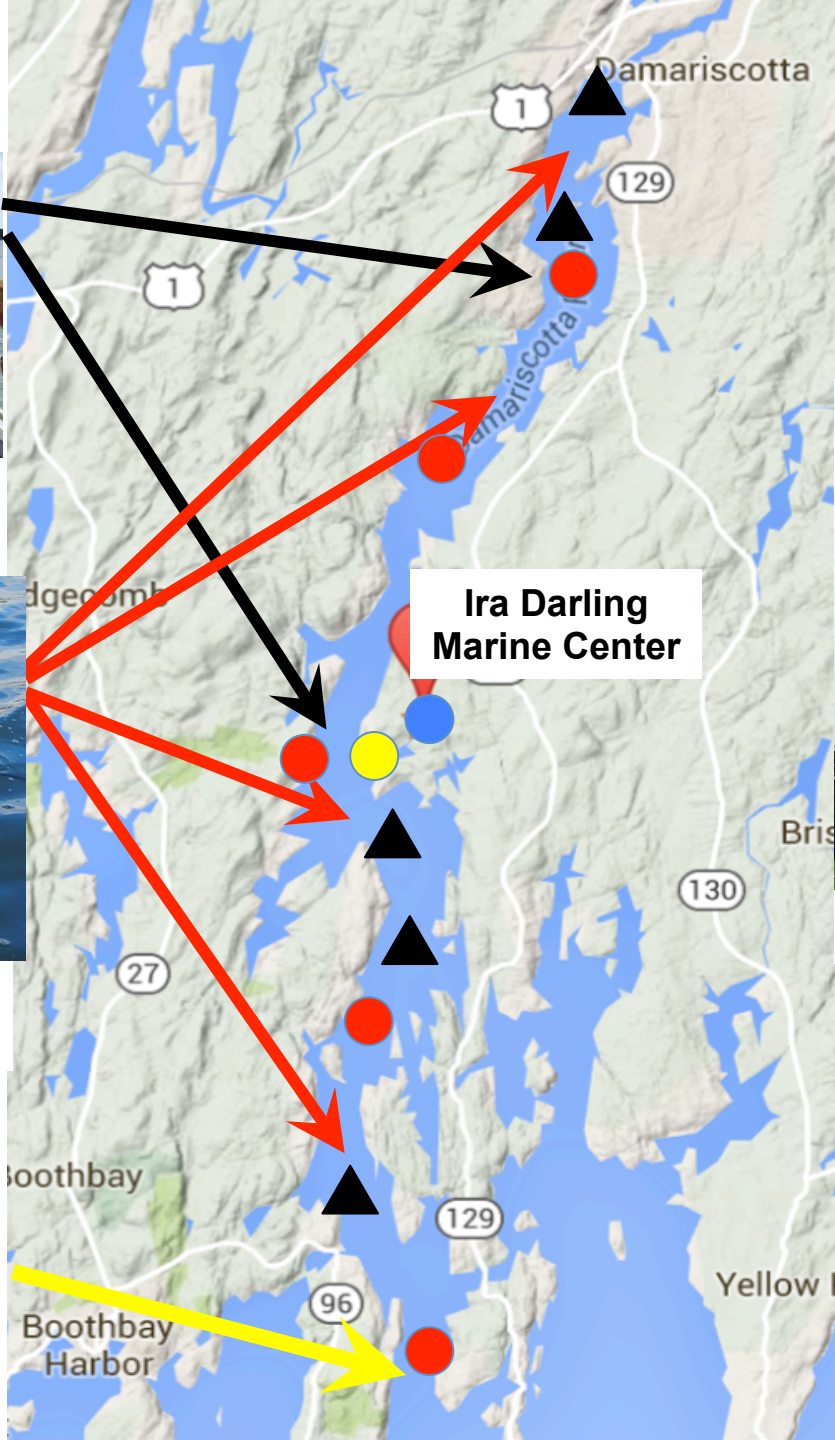 Damariscotta
1
129
1
Damariscotta
dgecomb
Ira Darling
Marine Center
Bris
130
27
Boothbay
129
Yellow
96
Boothbay
Harbor